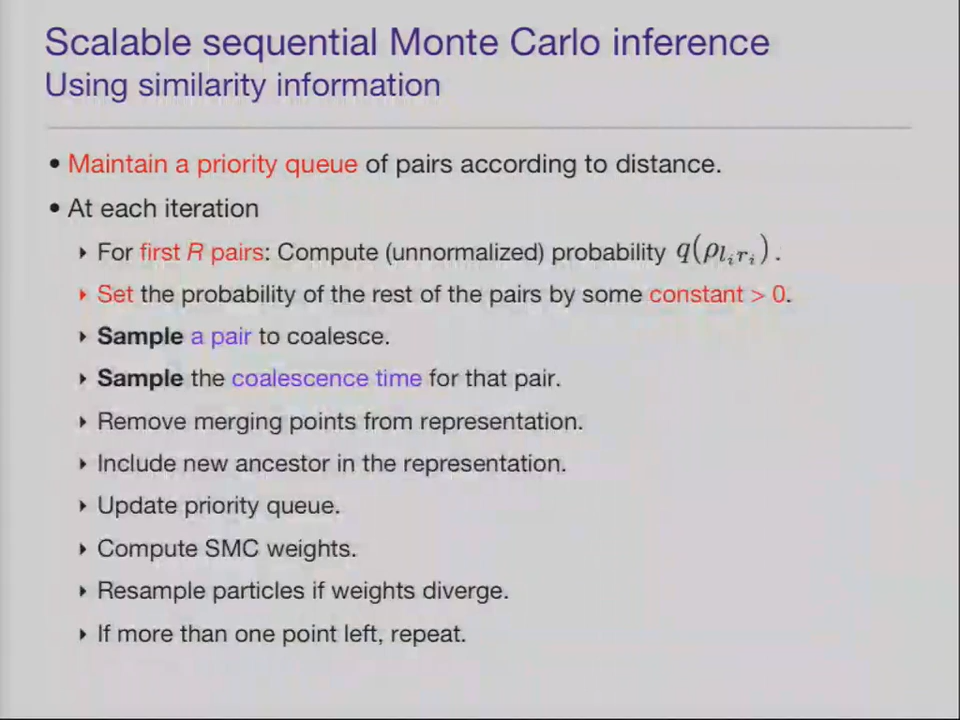 Scalable sequential Monte Carlo inference
Using similarity information
• Maintain a priority queue of pairs according to distance.
• At each iteration
‣ For first R pairs: Compute (unnormalized) probability q(ρ_{l_i r_i}).
‣ Set the probability of the rest of the pairs by some constant > 0.
‣ Sample a pair to coalesce.
‣ Sample the coalescence time for that pair.
‣ Remove merging points from representation.
‣ Include new ancestor in the representation.
‣ Update priority queue.
‣ Compute SMC weights.
‣ Resample particles if weights diverge.
‣ If more than one point left, repeat.